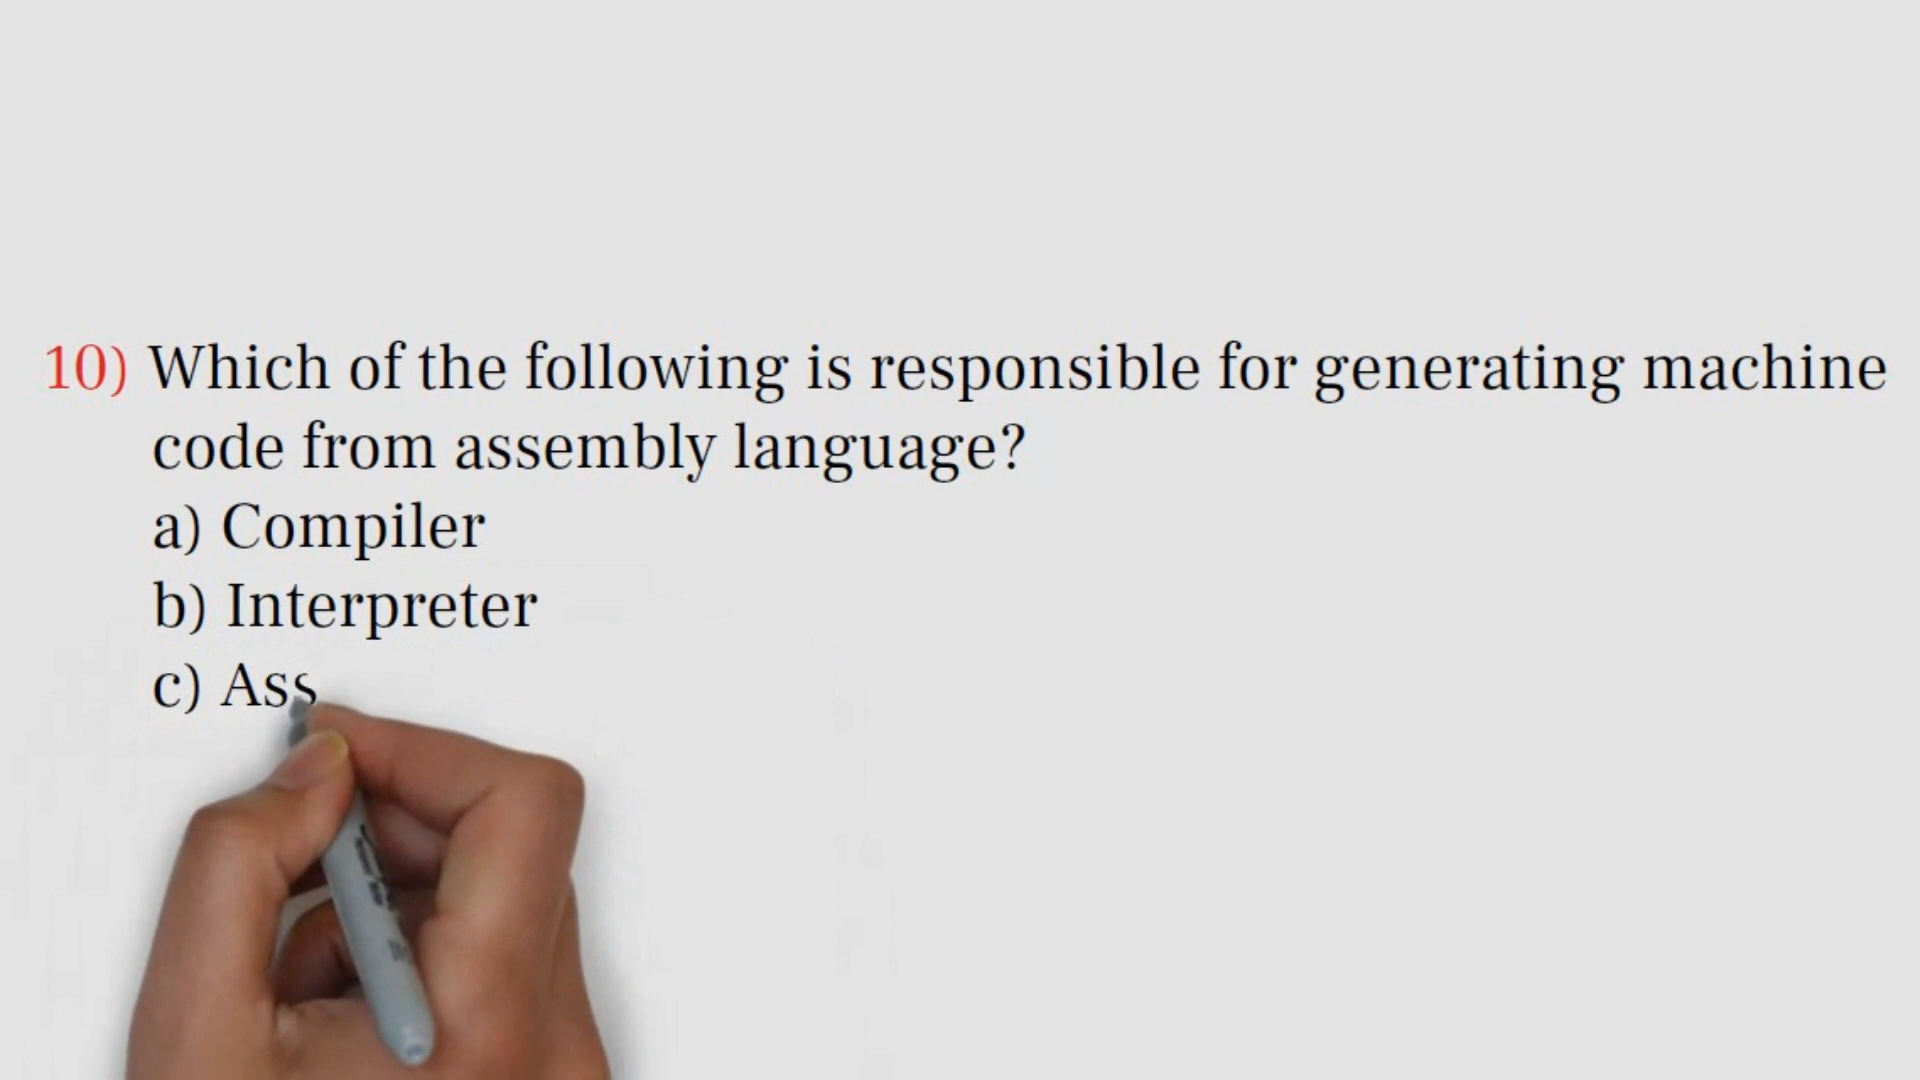 10) Which of the following is responsible for generating machine
code from assembly language?
a) Compiler
b) Interpreter
c) Ass